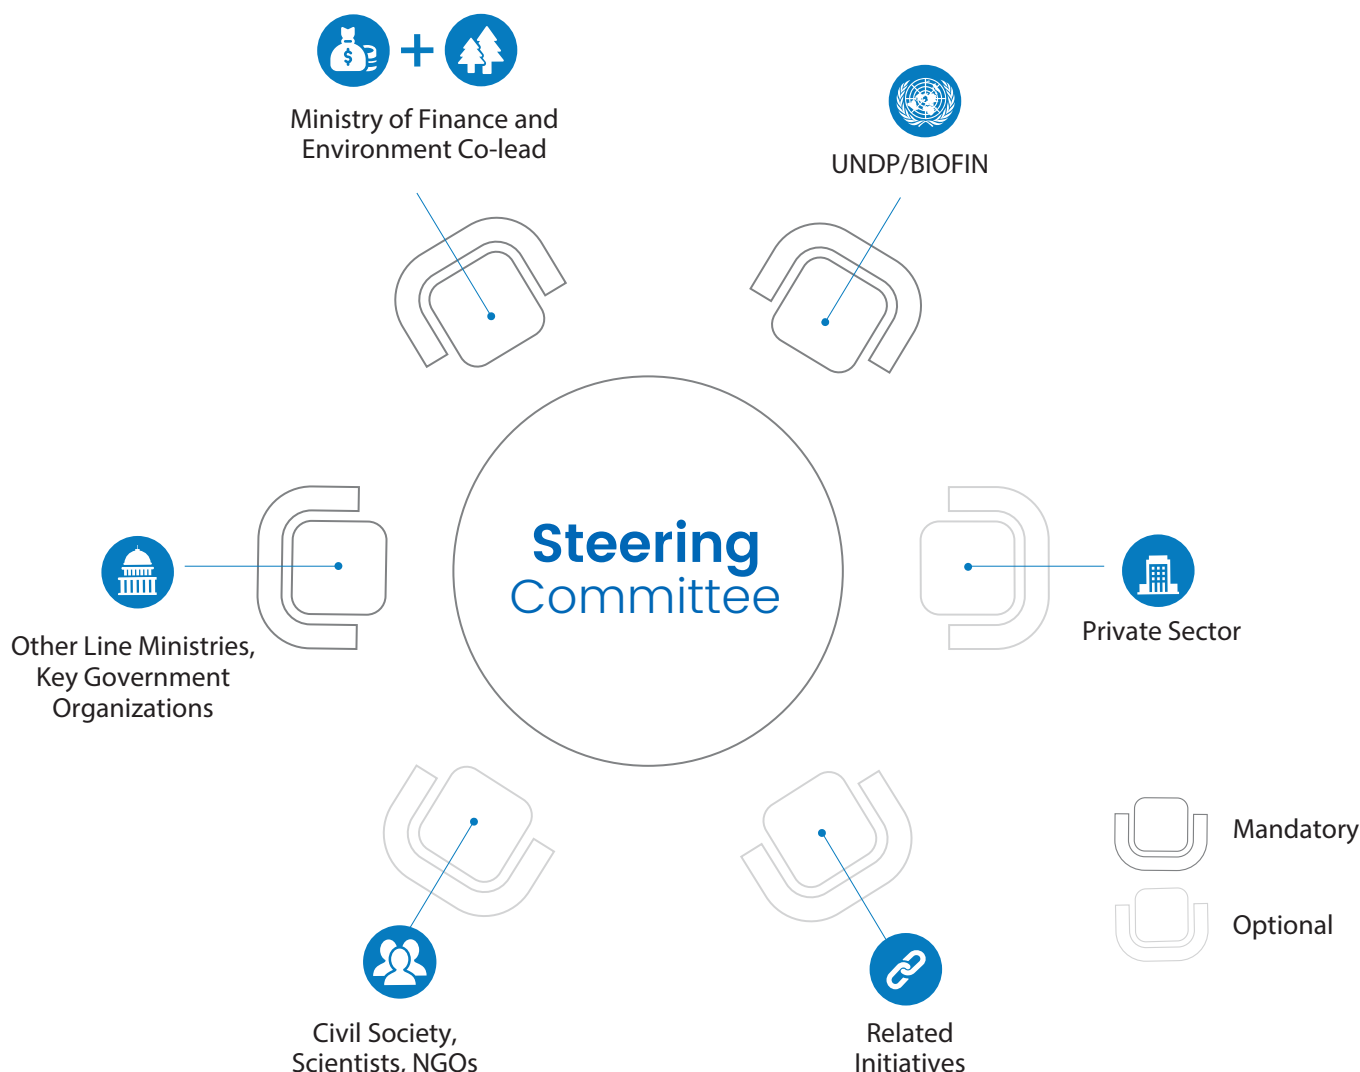 Ministry of Finance and
Environment Co-lead
UNDP/BIOFIN
Steering
Committee
Other Line Ministries,
Key Government
Organizations
Private Sector
Mandatory
Optional
Civil Society,
Scientists, NGOs
Related
Initiatives